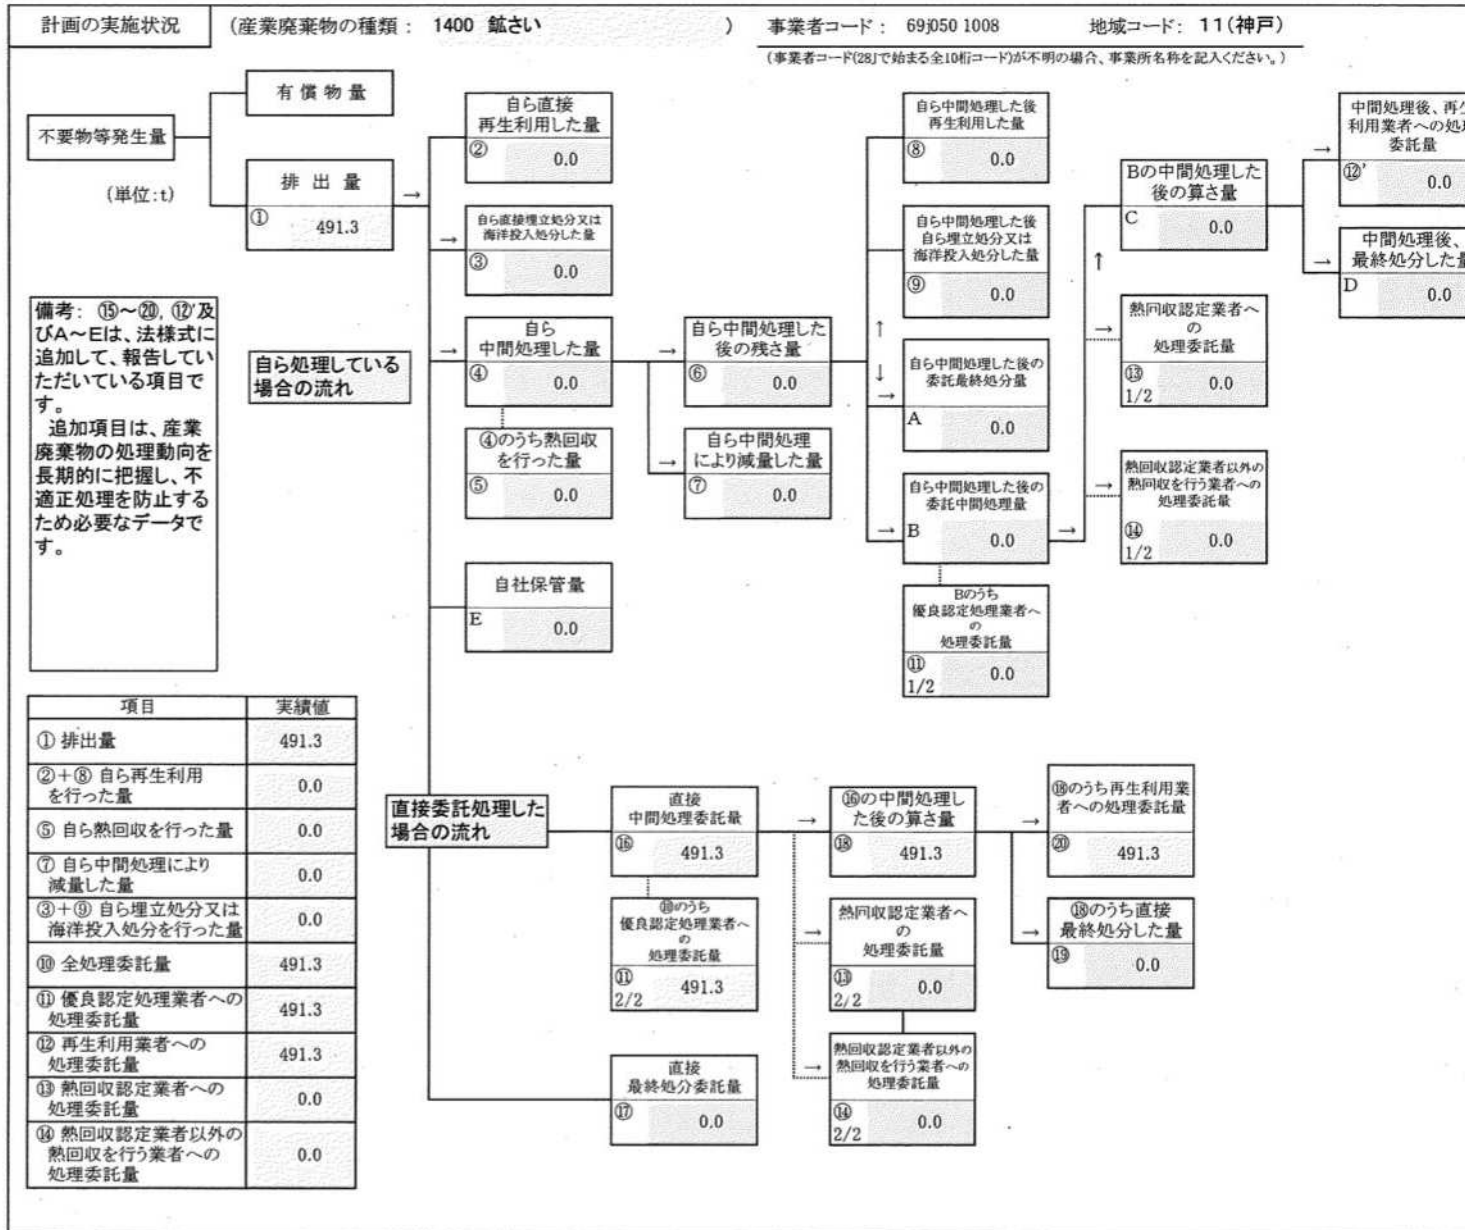 計画の実施状況
(産業廃棄物の種類： 1400 鉱さい )
事業者コード： 69j050 1008
地域コード： 11(神戸)
(事業者コード(28｣で始まる全10桁コード)が不明の場合、事業所名称を記入ください。)
不要物等発生量
(単位:t)
有償物量
排出量
① 491.3
自ら直接
再生利用した量
② 0.0
自ら直接埋立処分又は
海洋投入処分した量
③ 0.0
自ら
中間処理した量
④ 0.0
④のうち熱回収
を行った量
⑤ 0.0
自社保管量
E 0.0
自ら処理している
場合の流れ
自ら中間処理した
後の残さ量
⑥ 0.0
自ら中間処理
により減量した量
⑦ 0.0
自ら中間処理した後
再生利用した量
⑧ 0.0
自ら中間処理した後
自ら埋立処分又は
海洋投入処分した量
⑨ 0.0
自ら中間処理した後の
委託最終処分量
A 0.0
自ら中間処理した後の
委託中間処理量
B 0.0
Bのうち
優良認定処理業者へ
の
処理委託量
⑪
1/2 0.0
Bの中間処理した
後の算さ量
C 0.0
熱回収認定業者へ
の
処理委託量
⑬
1/2 0.0
熱回収認定業者以外の
熱回収を行う業者への
処理委託量
⑭
1/2 0.0
中間処理後、再生
利用業者への処理
委託量
⑫' 0.0
中間処理後、
最終処分した量
D 0.0
備考： ⑮～⑳, ⑫'及
びA～Eは、法様式に
追加して、報告してい
ただいている項目で
す。
追加項目は、産業
廃棄物の処理動向を
長期的に把握し、不
適正処理を防止する
ため必要なデータで
す。
項目 実績値
① 排出量 491.3
②＋⑧ 自ら再生利用
を行った量 0.0
⑤ 自ら熱回収を行った量 0.0
⑦ 自ら中間処理により
減量した量 0.0
③＋⑨ 自ら埋立処分又は
海洋投入処分を行った量 0.0
⑩ 全処理委託量 491.3
⑪ 優良認定処理業者への
処理委託量 491.3
⑫ 再生利用業者への
処理委託量 491.3
⑬ 熱回収認定業者への
処理委託量 0.0
⑭ 熱回収認定業者以外の
熱回収を行う業者への
処理委託量 0.0
直接委託処理した
場合の流れ
直接
中間処理委託量
⑯ 491.3
⑩のうち
優良認定処理業者へ
の
処理委託量
⑪
2/2 491.3
直接
最終処分委託量
⑰ 0.0
⑯の中間処理し
た後の算さ量
⑱ 491.3
熱回収認定業者へ
の
処理委託量
⑬
2/2 0.0
熱回収認定業者以外の
熱回収を行う業者への
処理委託量
⑭
2/2 0.0
⑱のうち再生利用業
者への処理委託量
⑳ 491.3
⑱のうち直接
最終処分した量
⑲ 0.0